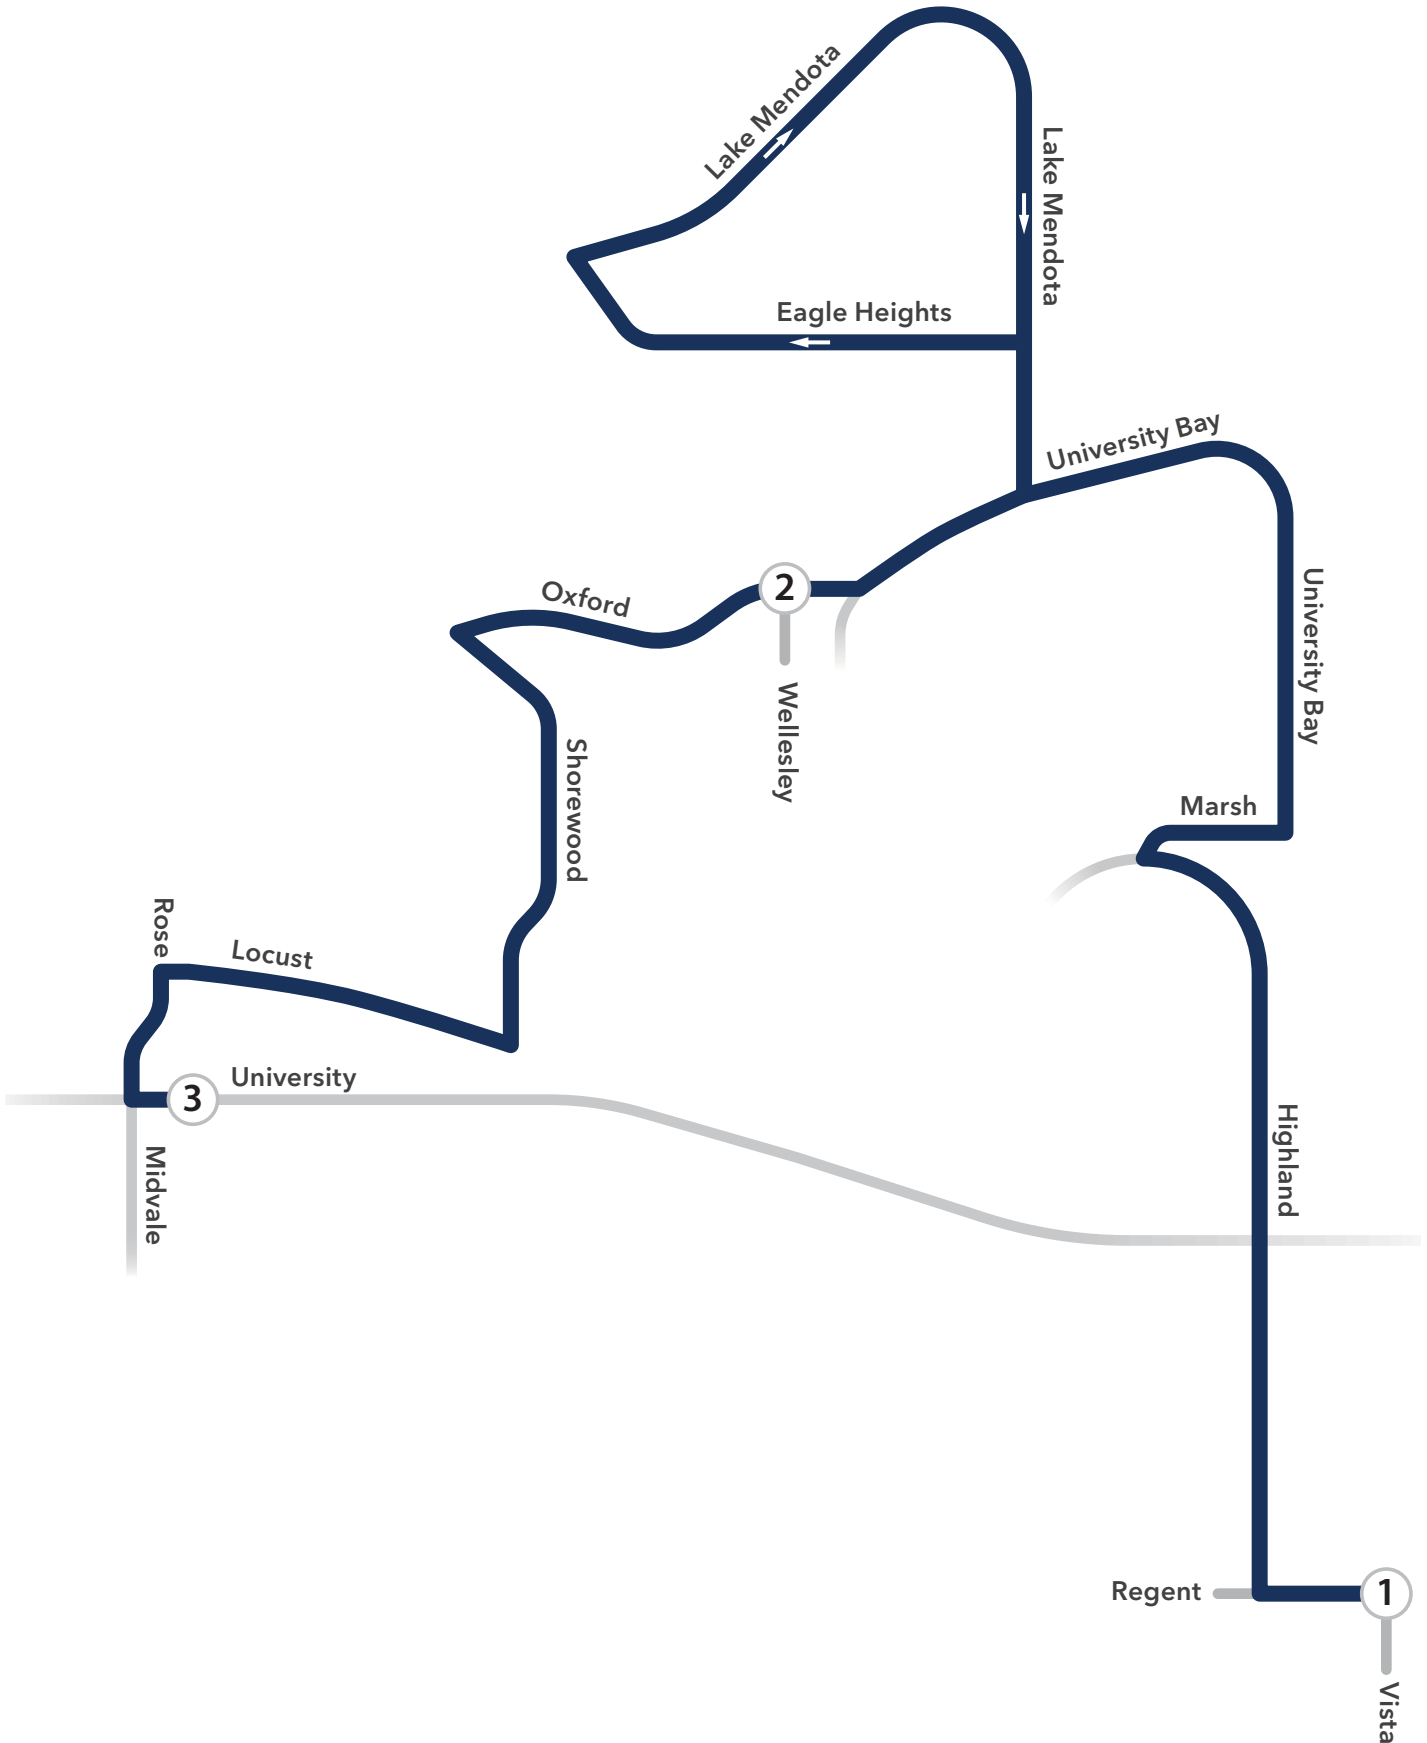 Lake Mendota
Lake Mendota
Eagle Heights
University Bay
Oxford
2
University Bay
Wellesley
Shorewood
Marsh
Rose
Locust
University
3
Highland
Midvale
Regent
1
Vista